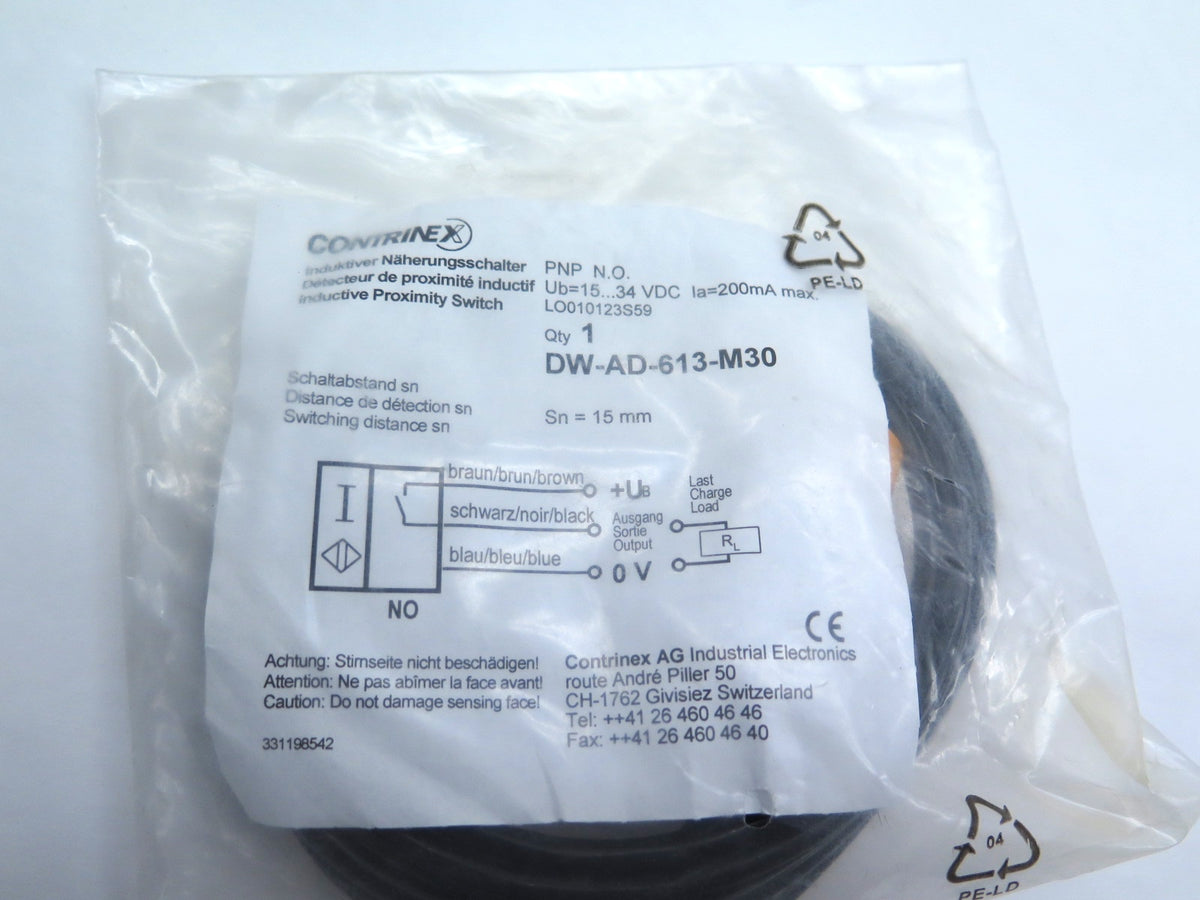 CONTRINEX
Induktiver Näherungsschalter
Détecteur de proximité inductif
Inductive Proximity Switch
PNP N.O.
Ub=15...34 VDC Ia=200mA max.
LO010123S59
Qty 1
DW-AD-613-M30
Schaltabstand sn
Distance de détection sn
Switching distance sn
Sn = 15 mm
braun/brun/brown
+UB
schwarz/noir/black
Ausgang
Sortie
Output
blau/bleu/blue
0 V
Last
Charge
Load
RL
I
NO
CE
Achtung: Stirnseite nicht beschädigen!
Attention: Ne pas abîmer la face avant!
Caution: Do not damage sensing face!
331198542
Contrinex AG Industrial Electronics
route André Piller 50
CH-1762 Givisiez Switzerland
Tel: ++41 26 460 46 46
Fax: ++41 26 460 46 40
04
PE-LD
04
PE-LD